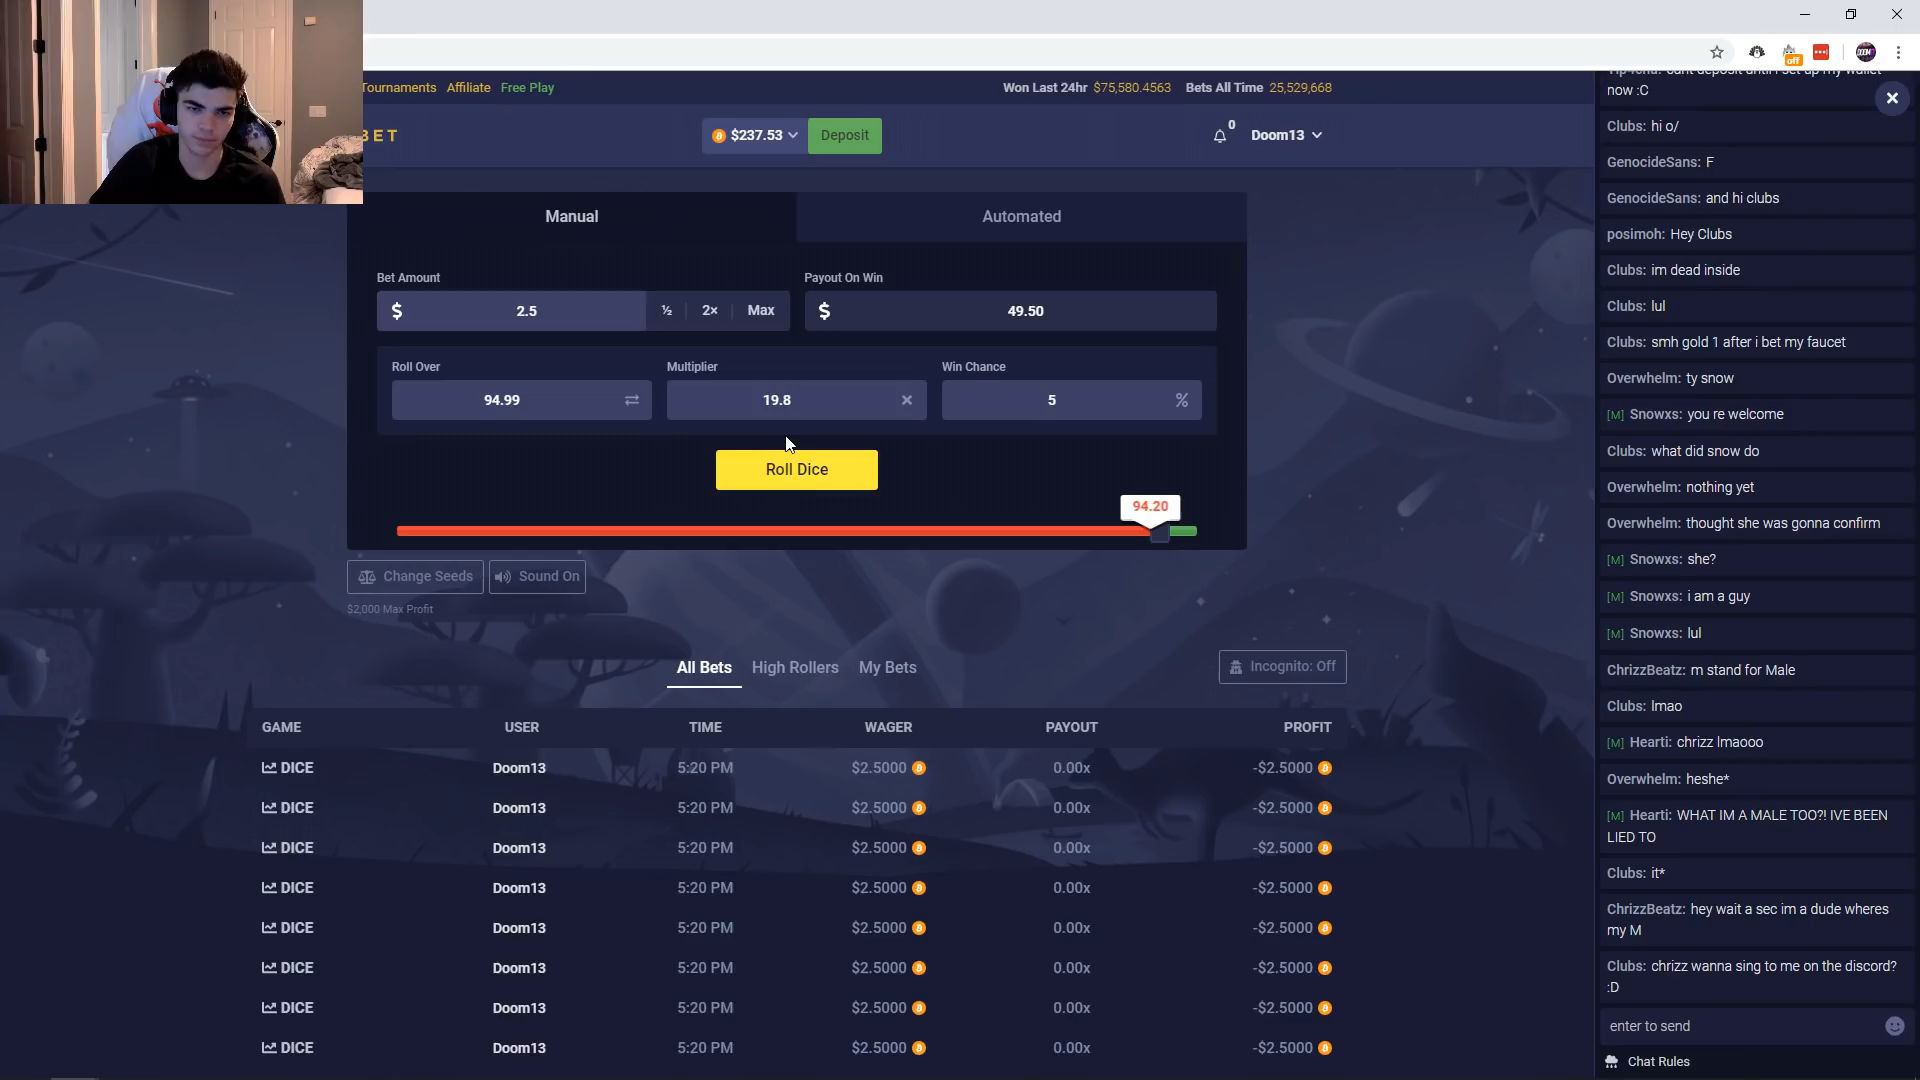 off
Tournaments Affiliate Free Play
Won Last 24hr $75,580.4563 Bets All Time 25,529,668
BET
$237.53
Deposit
0
Doom13
Manual
Automated
Bet Amount
Payout On Win
$ 2.5 ½ 2× Max
$ 49.50
Roll Over
Multiplier
Win Chance
94.99
19.8
5 %
Roll Dice
94.20
Change Seeds
Sound On
$2,000 Max Profit
All Bets High Rollers My Bets
Incognito: Off
GAME USER TIME WAGER PAYOUT PROFIT
DICE Doom13 5:20 PM $2.5000 0.00x -$2.5000
DICE Doom13 5:20 PM $2.5000 0.00x -$2.5000
DICE Doom13 5:20 PM $2.5000 0.00x -$2.5000
DICE Doom13 5:20 PM $2.5000 0.00x -$2.5000
DICE Doom13 5:20 PM $2.5000 0.00x -$2.5000
DICE Doom13 5:20 PM $2.5000 0.00x -$2.5000
DICE Doom13 5:20 PM $2.5000 0.00x -$2.5000
DICE Doom13 5:20 PM $2.5000 0.00x -$2.5000
now :C
Clubs: hi o/
GenocideSans: F
GenocideSans: and hi clubs
posimoh: Hey Clubs
Clubs: im dead inside
Clubs: lul
Clubs: smh gold 1 after i bet my faucet
Overwhelm: ty snow
[M] Snowxs: you re welcome
Clubs: what did snow do
Overwhelm: nothing yet
Overwhelm: thought she was gonna confirm
[M] Snowxs: she?
[M] Snowxs: i am a guy
[M] Snowxs: lul
ChrizzBeatz: m stand for Male
Clubs: lmao
[M] Hearti: chrizz lmaooo
Overwhelm: heshe*
[M] Hearti: WHAT IM A MALE TOO?! IVE BEEN
LIED TO
Clubs: it*
ChrizzBeatz: hey wait a sec im a dude wheres
my M
Clubs: chrizz wanna sing to me on the discord?
:D
enter to send
Chat Rules